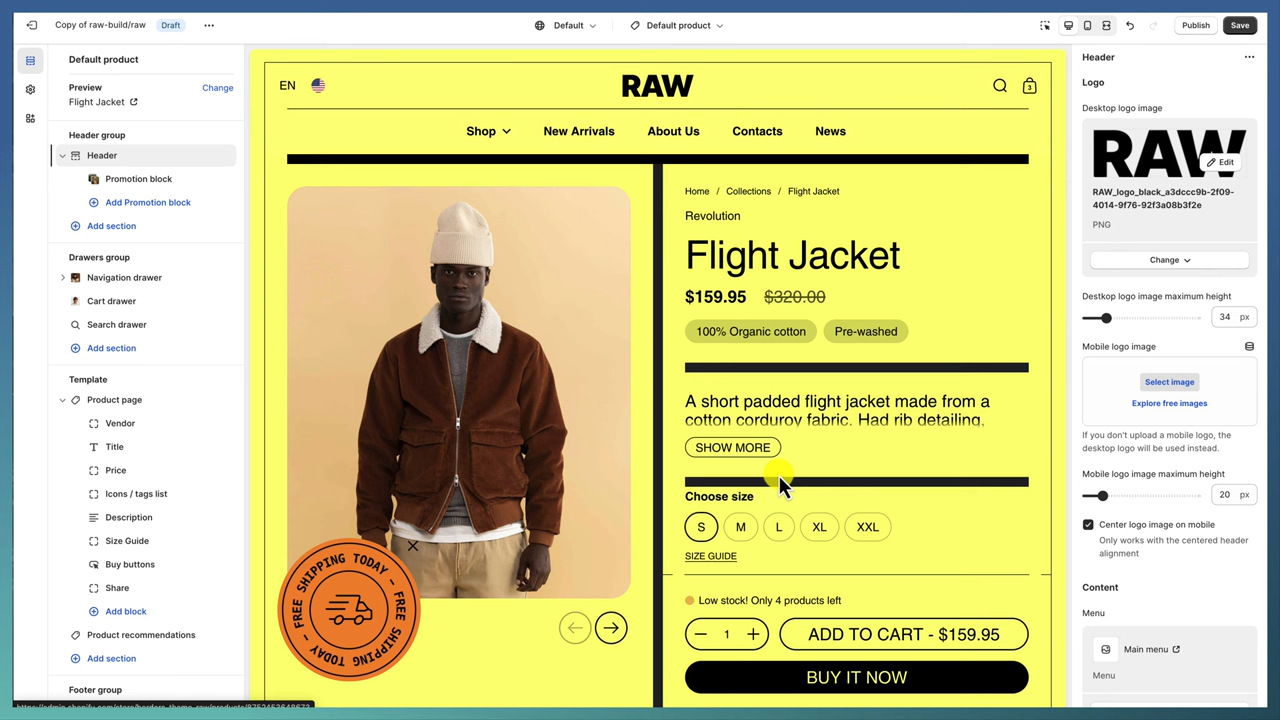 Copy of raw-build/raw
Draft
Default
Default product
Publish
Save
Default product
Preview
Change
Flight Jacket
Header group
Header
Promotion block
Add Promotion block
Add section
Drawers group
Navigation drawer
Cart drawer
Search drawer
Add section
Template
Product page
Vendor
Title
Price
Icons / tags list
Description
Size Guide
Buy buttons
Share
Add block
Product recommendations
Add section
Footer group
EN
RAW
3
Shop
New Arrivals
About Us
Contacts
News
FREE SHIPPING TODAY – FREE SHIPPING TODAY –
Home / Collections / Flight Jacket
Revolution
Flight Jacket
$159.95 $320.00
100% Organic cotton
Pre-washed
A short padded flight jacket made from a
cotton corduroy fabric. Had rib detailing,
SHOW MORE
Choose size
S
M
L
XL
XXL
SIZE GUIDE
Low stock! Only 4 products left
1
ADD TO CART - $159.95
BUY IT NOW
Header
Logo
Desktop logo image
RAW
Edit
RAW_logo_black_a3dccc9b-2f09-
4014-9f76-92f3a08b3f2e
PNG
Change
Destkop logo image maximum height
34 px
Mobile logo image
Select image
Explore free images
If you don't upload a mobile logo, the
desktop logo will be used instead.
Mobile logo image maximum height
20 px
Center logo image on mobile
Only works with the centered header
alignment
Content
Menu
Main menu
Menu